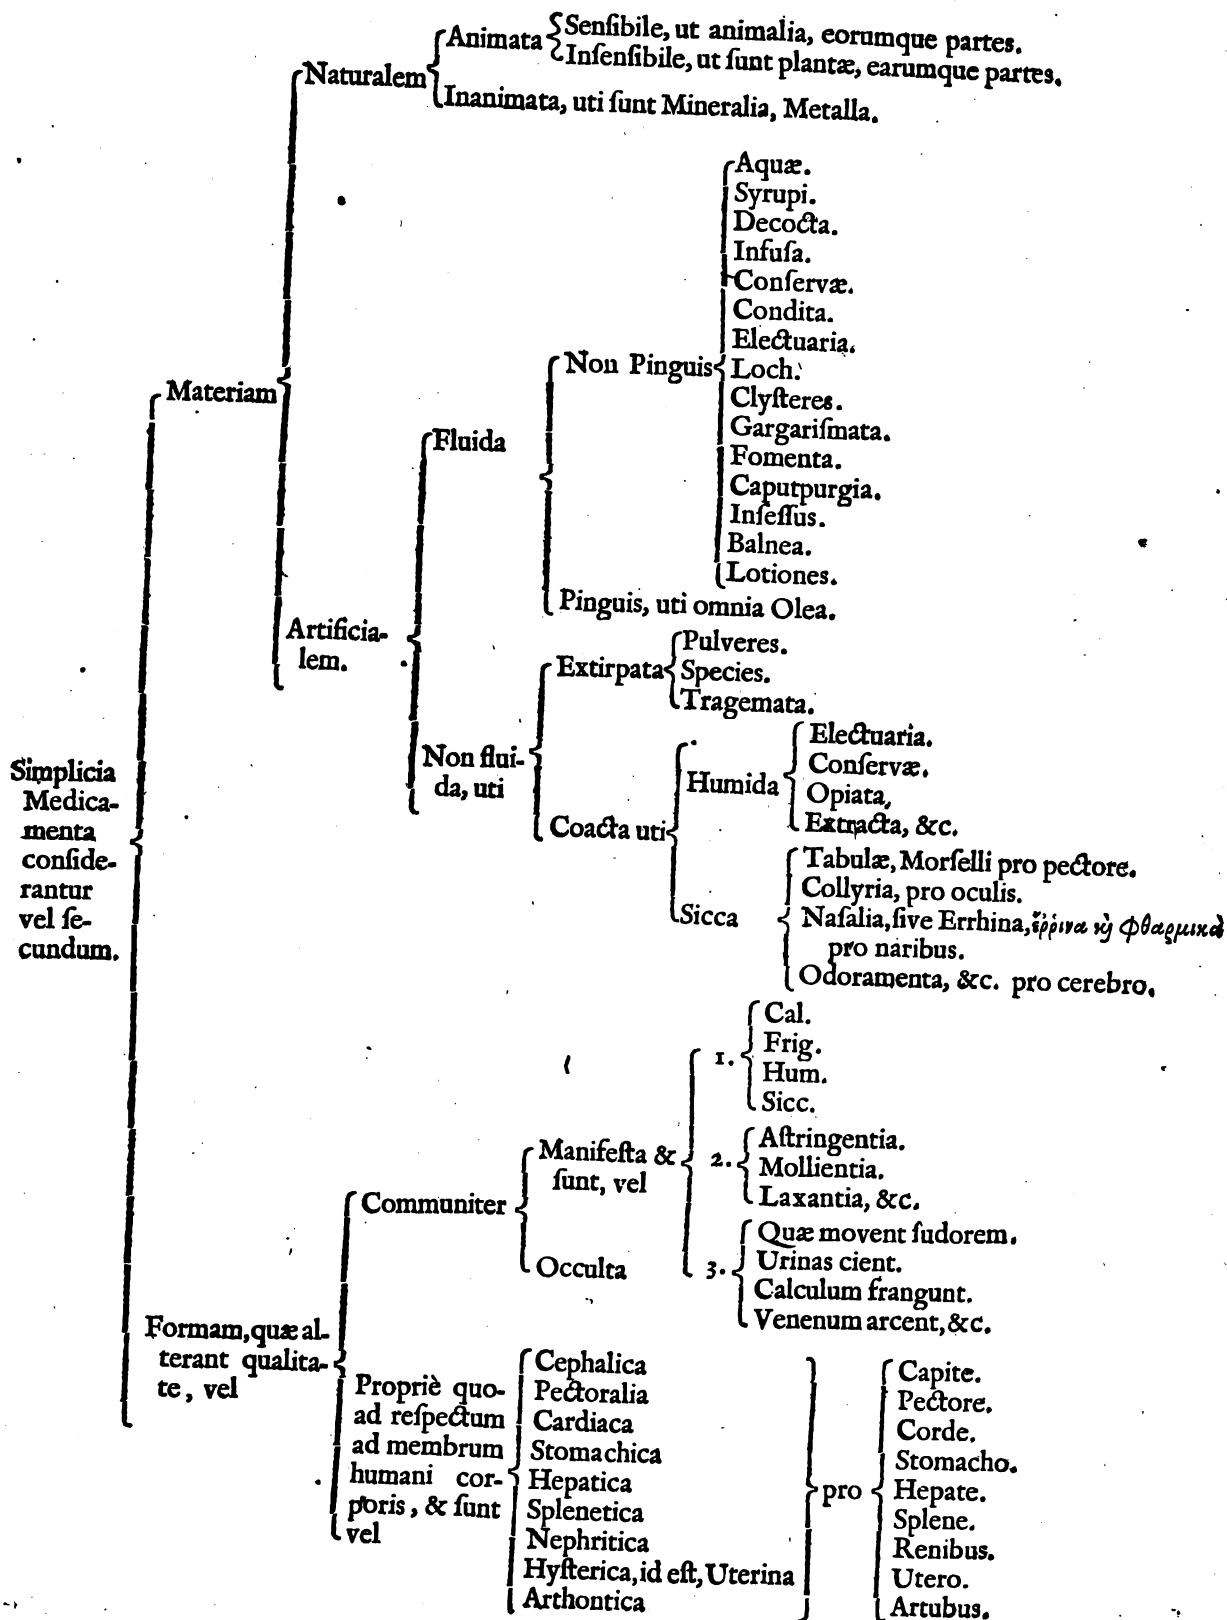 Animata
Senſibile, ut animalia, eorumque partes.
Inſenſibile, ut ſunt plantæ, earumque partes.
Naturalem
Inanimata, uti ſunt Mineralia, Metalla.
Aquæ.
Syrupi.
Decocta.
Infuſa.
Conſervæ.
Condita.
Electuaria.
Non Pinguis
Loch.
Materiam
Clyſteres.
Gargariſmata.
Fluida
Fomenta.
Caputpurgia.
Inſeſſus.
Balnea.
Lotiones.
Pinguis, uti omnia Olea.
Artificia-
lem.
Pulveres.
Extirpata
Species.
Tragemata.
Non flui-
da, uti
Electuaria.
Conſervæ.
Humida
Opiata,
Extracta, &c.
Coacta uti
Simplicia
Medica-
menta
conſide-
rantur
vel ſe-
cundum.
Tabulæ, Morſelli pro pectore.
Collyria, pro oculis.
Sicca
Naſalia, ſive Errhina, ἔῤῥινα ϗ φθαρμικὰ
pro naribus.
Odoramenta, &c. pro cerebro.
1.
Cal.
Frig.
Hum.
Sicc.
Manifeſta &
ſunt, vel
2.
Aſtringentia.
Mollientia.
Laxantia, &c.
Communiter
Occulta
3.
Quæ movent ſudorem.
Urinas cient.
Calculum frangunt.
Venenum arcent, &c.
Formam, quæ al-
terant qualita-
te, vel
Propriè quo-
ad reſpectum
ad membrum
humani cor-
poris, & ſunt
vel
Cephalica
Pectoralia
Cardiaca
Stomachica
Hepatica
Splenetica
Nephritica
Hyſterica, id eſt, Uterina
Arthontica
pro
Capite.
Pectore.
Corde.
Stomacho.
Hepate.
Splene.
Renibus.
Utero.
Artubus.